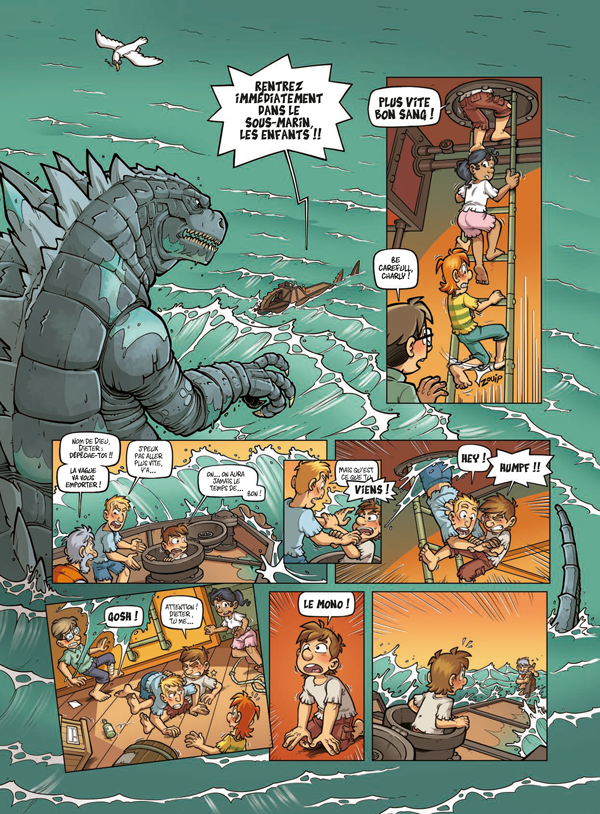 RENTREZ
IMMÉDIATEMENT
DANS LE
SOUS-MARIN,
LES ENFANTS !!
PLUS VITE
BON SANG !
BE
CAREFULL,
CHARLY !
ZOUIP
NOM DE DIEU,
DIETER :
DÉPÊCHE-TOI !!
LA VAGUE
VA VOUS
EMPORTER !
J'PEUX
PAS ALLER
PLUS VITE,
Y'A...
ON... ON AURA
JAMAIS LE
TEMPS DE...
BON !
MAIS QU'EST
CE QUE TU
VIENS !
HEY !
HUMPF !!
GOSH !
ATTENTION !
DIETER,
TU ME...
LE MONO !